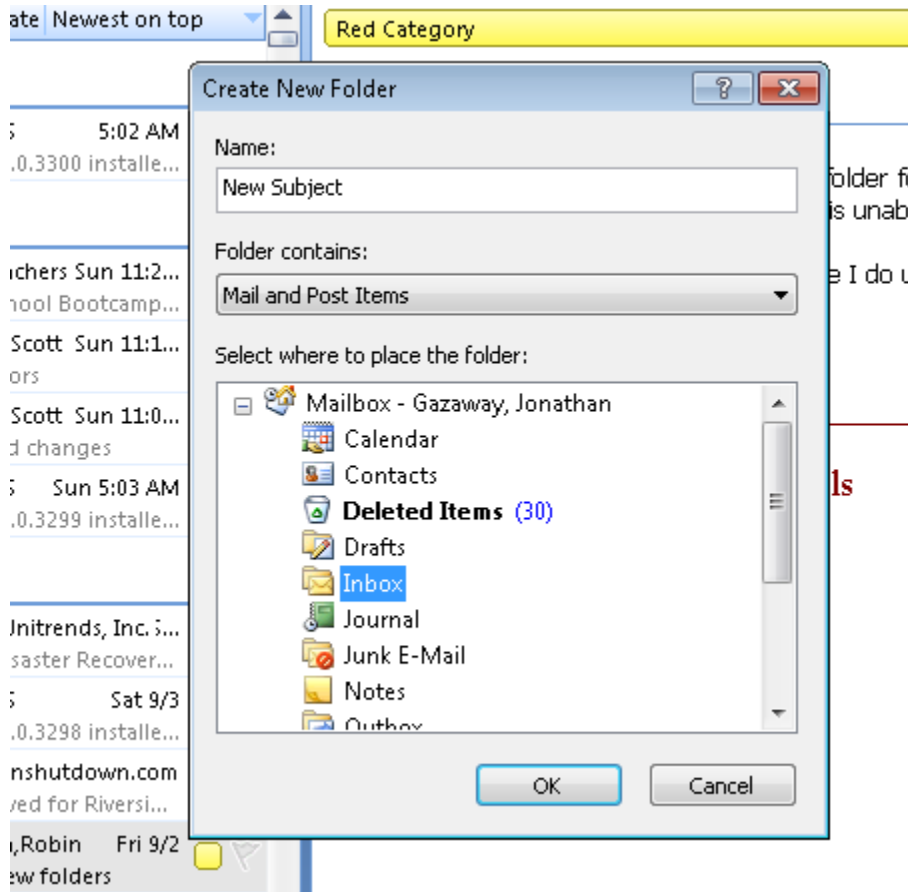 ate Newest on top
Red Category
Create New Folder
5:02 AM
.0.3300 installe...
Sun 11:2...
Bootcamp...
Scott Sun 11:1...
ors
Scott Sun 11:0...
d changes
Sun 5:03 AM
.0.3299 installe...
Unitrends, Inc.
saster Recover...
Sat 9/3
.0.3298 installe...
nshutdown.com
ved for Riversi...
,Robin Fri 9/2
ew folders
Name:
New Subject
Folder contains:
Mail and Post Items
Select where to place the folder:
Mailbox - Gazaway, Jonathan
Calendar
Contacts
Deleted Items (30)
Drafts
Inbox
Journal
Junk E-Mail
Notes
Outbox
OK
Cancel
older f
is unab
e I do u
ls